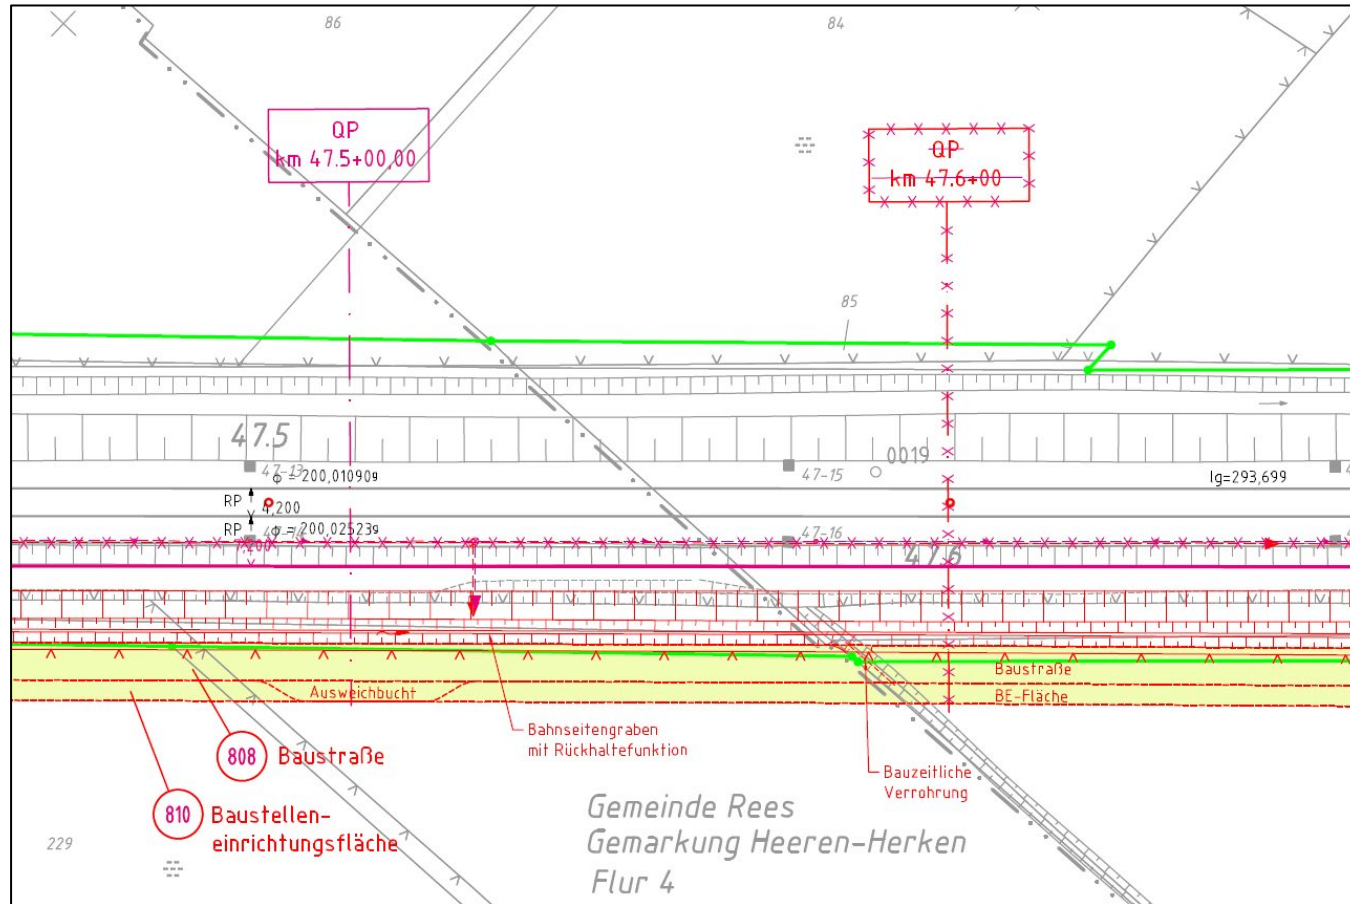 86
84
QP
km 47.5+00,00
QP
km 47.6+00
85
47.5
47-13
φ = 200,010909
47-15
0019
lg=293,699
RP
4,200
RP
φ = 200,025239
47-16
47.6
Baustraße
Ausweichbucht
BE-Fläche
Bahnseitengraben
mit Rückhaltefunktion
808 Baustraße
Bauzeitliche
Verrohrung
810 Baustellen-
einrichtungsfläche
Gemeinde Rees
Gemarkung Heeren-Herken
Flur 4
229